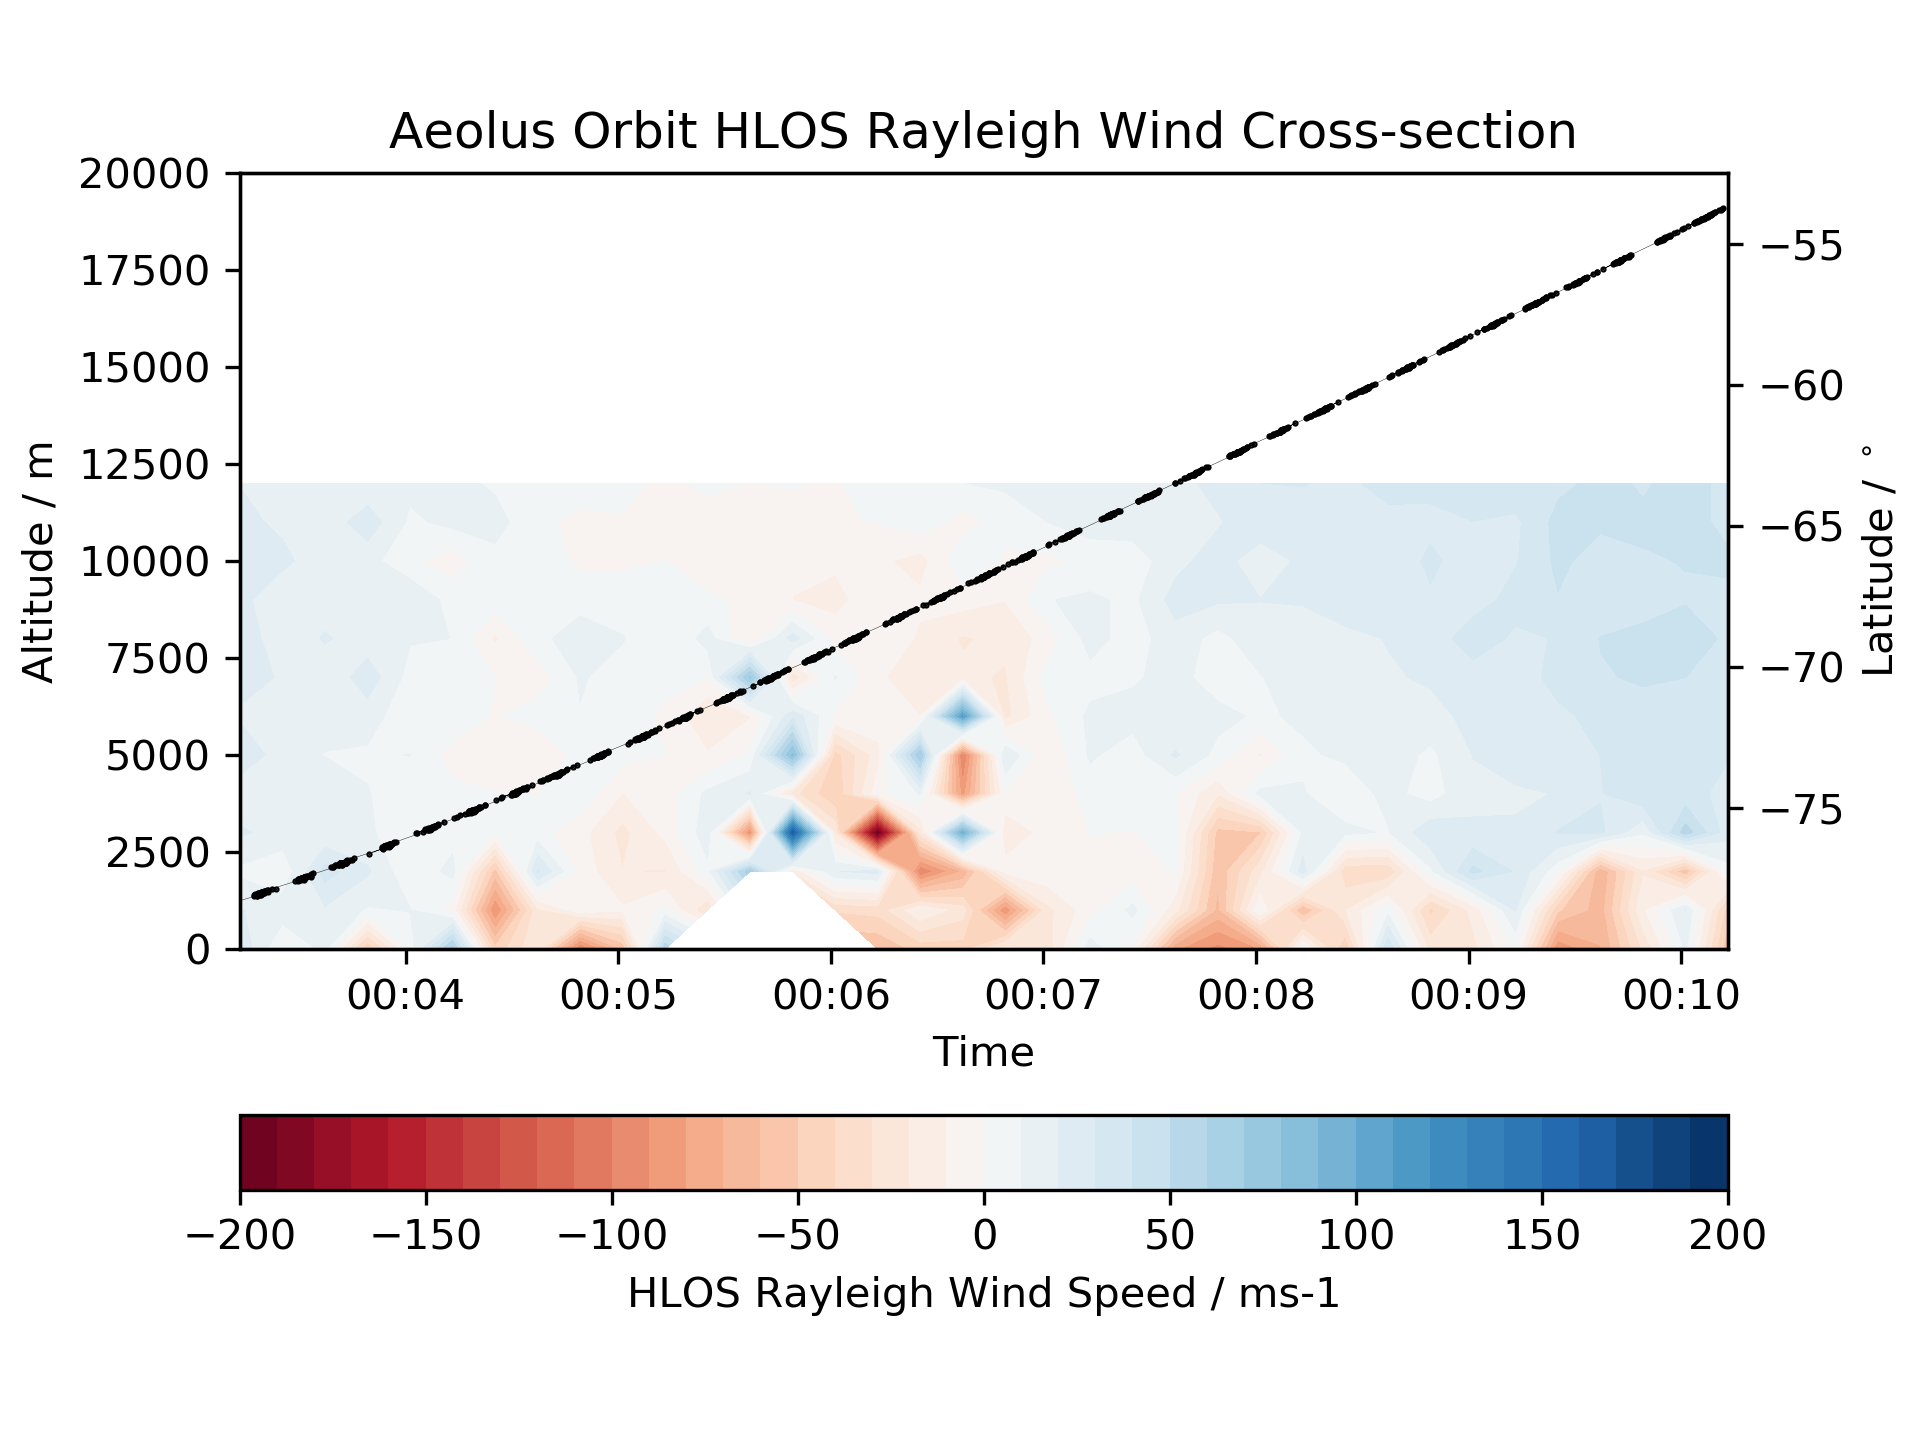 Aeolus Orbit HLOS Rayleigh Wind Cross-section
20000
17500
15000
12500
10000
7500
5000
2500
0
Altitude / m
−55
−60
−65
−70
−75
Latitude / °
00:04 00:05 00:06 00:07 00:08 00:09 00:10
Time
−200 −150 −100 −50 0 50 100 150 200
HLOS Rayleigh Wind Speed / ms-1